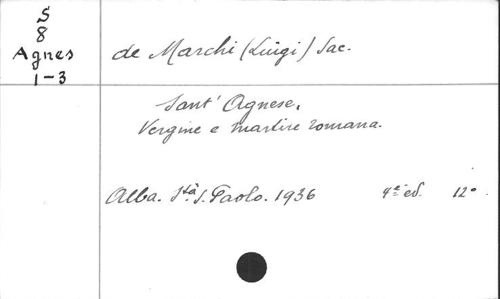 S
8
Agnes
1-3
de Marchi (Luigi) Sac.
Sant' Agnese.
Vergine e martire romana.
Alba. Stà S. Paolo. 1936 4ª ed. 12°